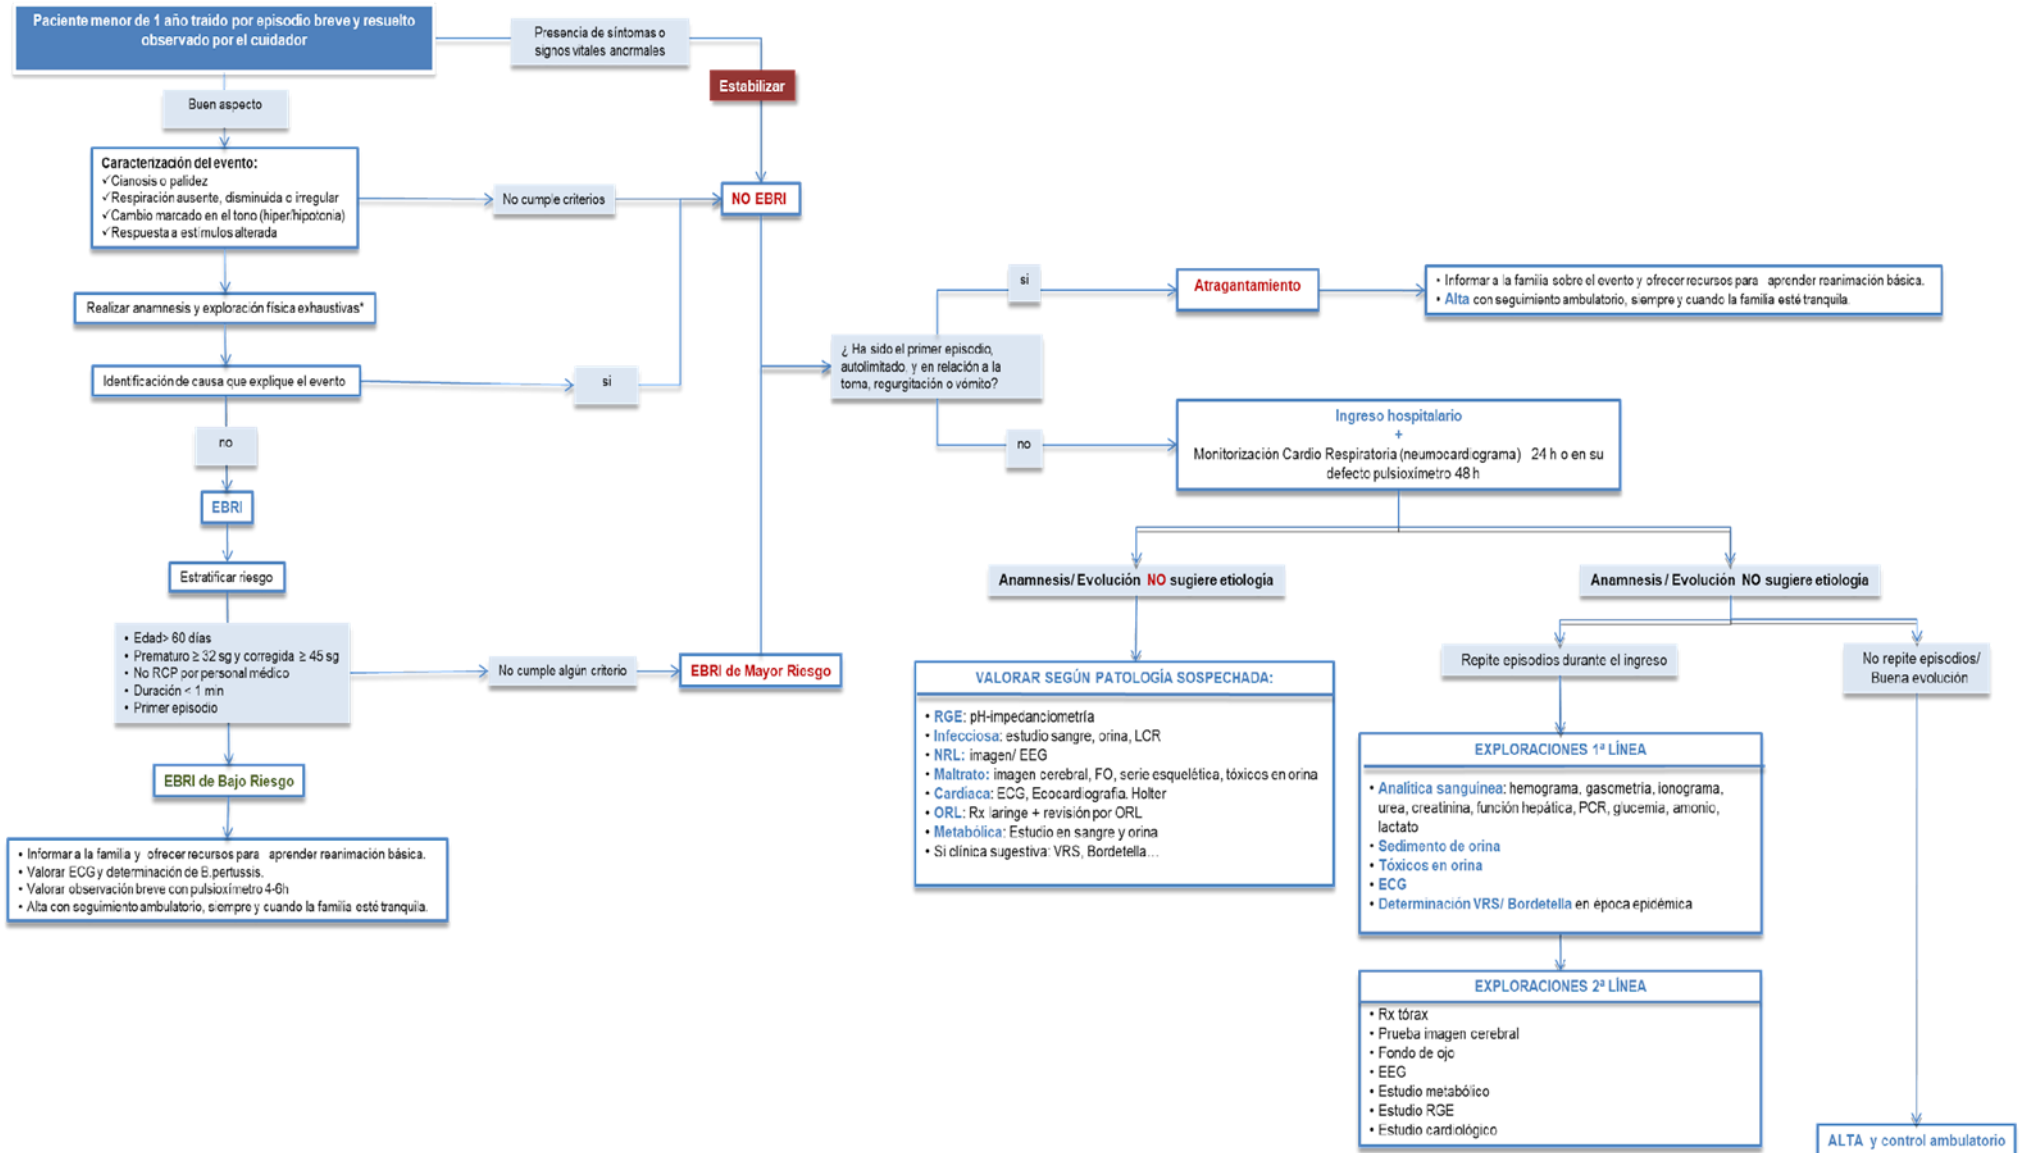 Paciente menor de 1 año traido por episodio breve y resuelto
observado por el cuidador
Presencia de síntomas o
signos vitales anormales
Estabilizar
Buen aspecto
Caracterización del evento:
✓Cianosis o palidez
✓Respiración ausente, disminuida o irregular
✓Cambio marcado en el tono (hiper/hipotonia)
✓Respuesta a estímulos alterada
No cumple criterios
NO EBRI
Realizar anamnesis y exploración física exhaustivas*
Identificación de causa que explique el evento
si
no
EBRI
Estratificar riesgo
• Edad> 60 días
• Prematuro ≥ 32 sg y corregida ≥ 45 sg
• No RCP por personal médico
• Duración < 1 min
• Primer episodio
No cumple algún criterio
EBRI de Mayor Riesgo
EBRI de Bajo Riesgo
• Informar a la familia y ofrecer recursos para aprender reanimación básica.
• Valorar ECG y determinación de B.pertussis.
• Valorar observación breve con pulsioxímetro 4-6h
• Alta con seguimiento ambulatorio, siempre y cuando la familia esté tranquila.
¿ Ha sido el primer episodio,
autolimitado, y en relación a la
toma, regurgitación o vómito?
si
Atragantamiento
• Informar a la familia sobre el evento y ofrecer recursos para aprender reanimación básica.
• Alta con seguimiento ambulatorio, siempre y cuando la familia esté tranquila.
no
Ingreso hospitalario
+
Monitorización Cardio Respiratoria (neumocardiograma) 24 h o en su
defecto pulsioxímetro 48 h
Anamnesis/ Evolución NO sugiere etiología
Anamnesis / Evolución NO sugiere etiología
VALORAR SEGÚN PATOLOGÍA SOSPECHADA:
• RGE: pH-impedanciometría
• Infecciosa: estudio sangre, orina, LCR
• NRL: imagen/ EEG
• Maltrato: imagen cerebral, FO, serie esquelética, tóxicos en orina
• Cardiaca: ECG, Ecocardiografia. Holter
• ORL: Rx laringe + revisión por ORL
• Metabólica: Estudio en sangre y orina
• Si clínica sugestiva: VRS, Bordetella...
Repite episodios durante el ingreso
No repite episodios/
Buena evolución
EXPLORACIONES 1ª LÍNEA
• Analítica sanguinea: hemograma, gasometría, ionograma,
urea, creatinina, función hepática, PCR, glucemia, amonio,
lactato
• Sedimento de orina
• Tóxicos en orina
• ECG
• Determinación VRS/ Bordetella en época epidémica
EXPLORACIONES 2ª LÍNEA
• Rx tórax
• Prueba imagen cerebral
• Fondo de ojo
• EEG
• Estudio metabólico
• Estudio RGE
• Estudio cardiológico
ALTA y control ambulatorio